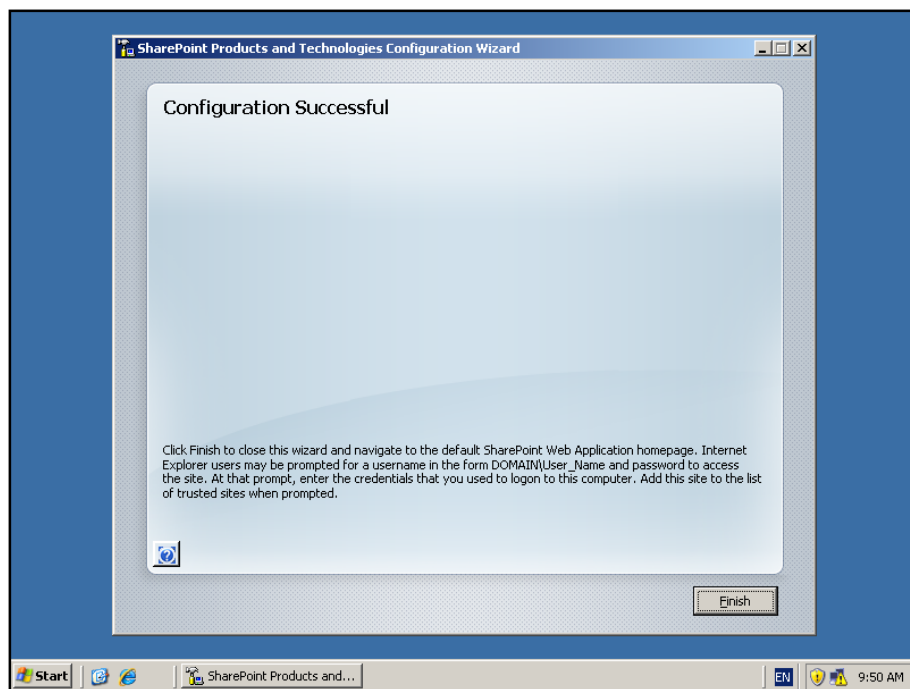 SharePoint Products and Technologies Configuration Wizard
Configuration Successful
Click Finish to close this wizard and navigate to the default SharePoint Web Application homepage. Internet
Explorer users may be prompted for a username in the form DOMAIN\User_Name and password to access
the site. At that prompt, enter the credentials that you used to logon to this computer. Add this site to the list
of trusted sites when prompted.
Finish
Start
SharePoint Products and...
EN
9:50 AM